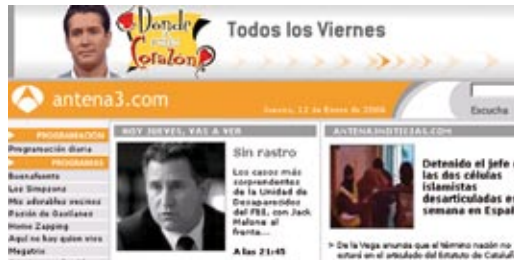 Donde
Corazón
Todos los Viernes
antena3.com
Jueves, 12 de Enero de 2006
Escucha
PROGRAMACIÓN
Programación diaria
PROGRAMAS
Buenafuente
Los Simpsons
Mis adorables vecinos
Pasión de Gavilanes
Home Zapping
Aquí no hay quien viva
Megatrix
HOY JUEVES, VAS A VER
Sin rastro
Los casos más
sorprendentes
de la Unidad de
Desaparecidos
del FBI, con Jack
Malone al
frente...
A las 21:45
ANTENA3NOTICIAS.COM
Detenido el jefe
las dos células
islamistas
desarticuladas
semana en Españ
> De la Vega anuncia que el término nación no
estará en el articulado del Estatuto de Cataluñ